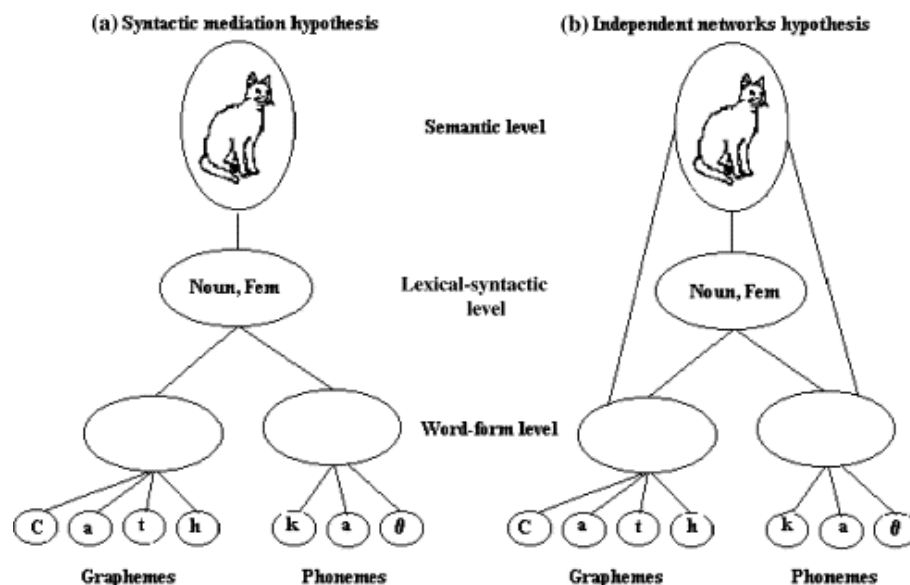 (a) Syntactic mediation hypothesis
(b) Independent networks hypothesis
Semantic level
Noun, Fem
Lexical-syntactic
level
Noun, Fem
Word-form level
C a t h k a θ
C a t h k a θ
Graphemes Phonemes
Graphemes Phonemes